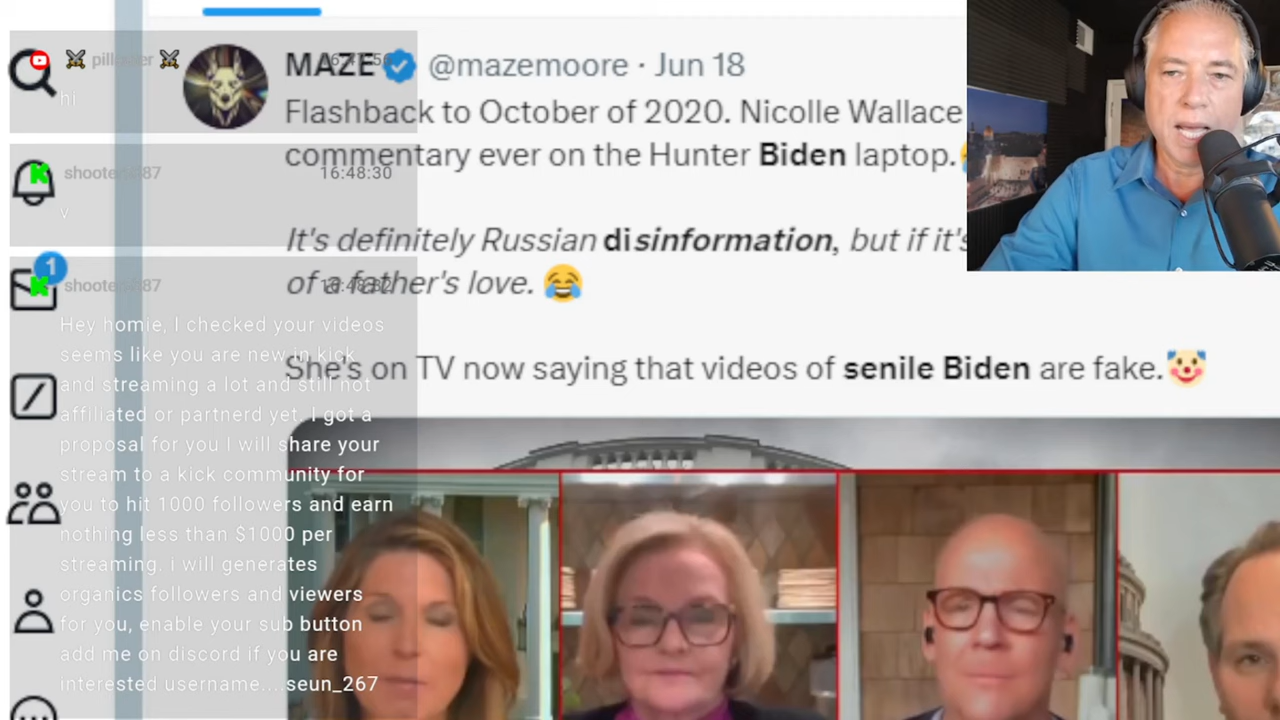 MAZE @mazemoore · Jun 18
Flashback to October of 2020. Nicolle Wallace
commentary ever on the Hunter Biden laptop.
It's definitely Russian disinformation, but if it's
of a father's love. 😂
She's on TV now saying that videos of senile Biden are fake.🤡
1
hi
16:48:30
Hey homie, I checked your videos
seems like you are new in kick
and streaming a lot and still not
affiliated or partnerd yet. I got a
proposal for you I will share your
stream to a kick community for
you to hit 1000 followers and earn
nothing less than $1000 per
streaming. i will generates
organics followers and viewers
for you, enable your sub button
add me on discord if you are
interested username....seun_267